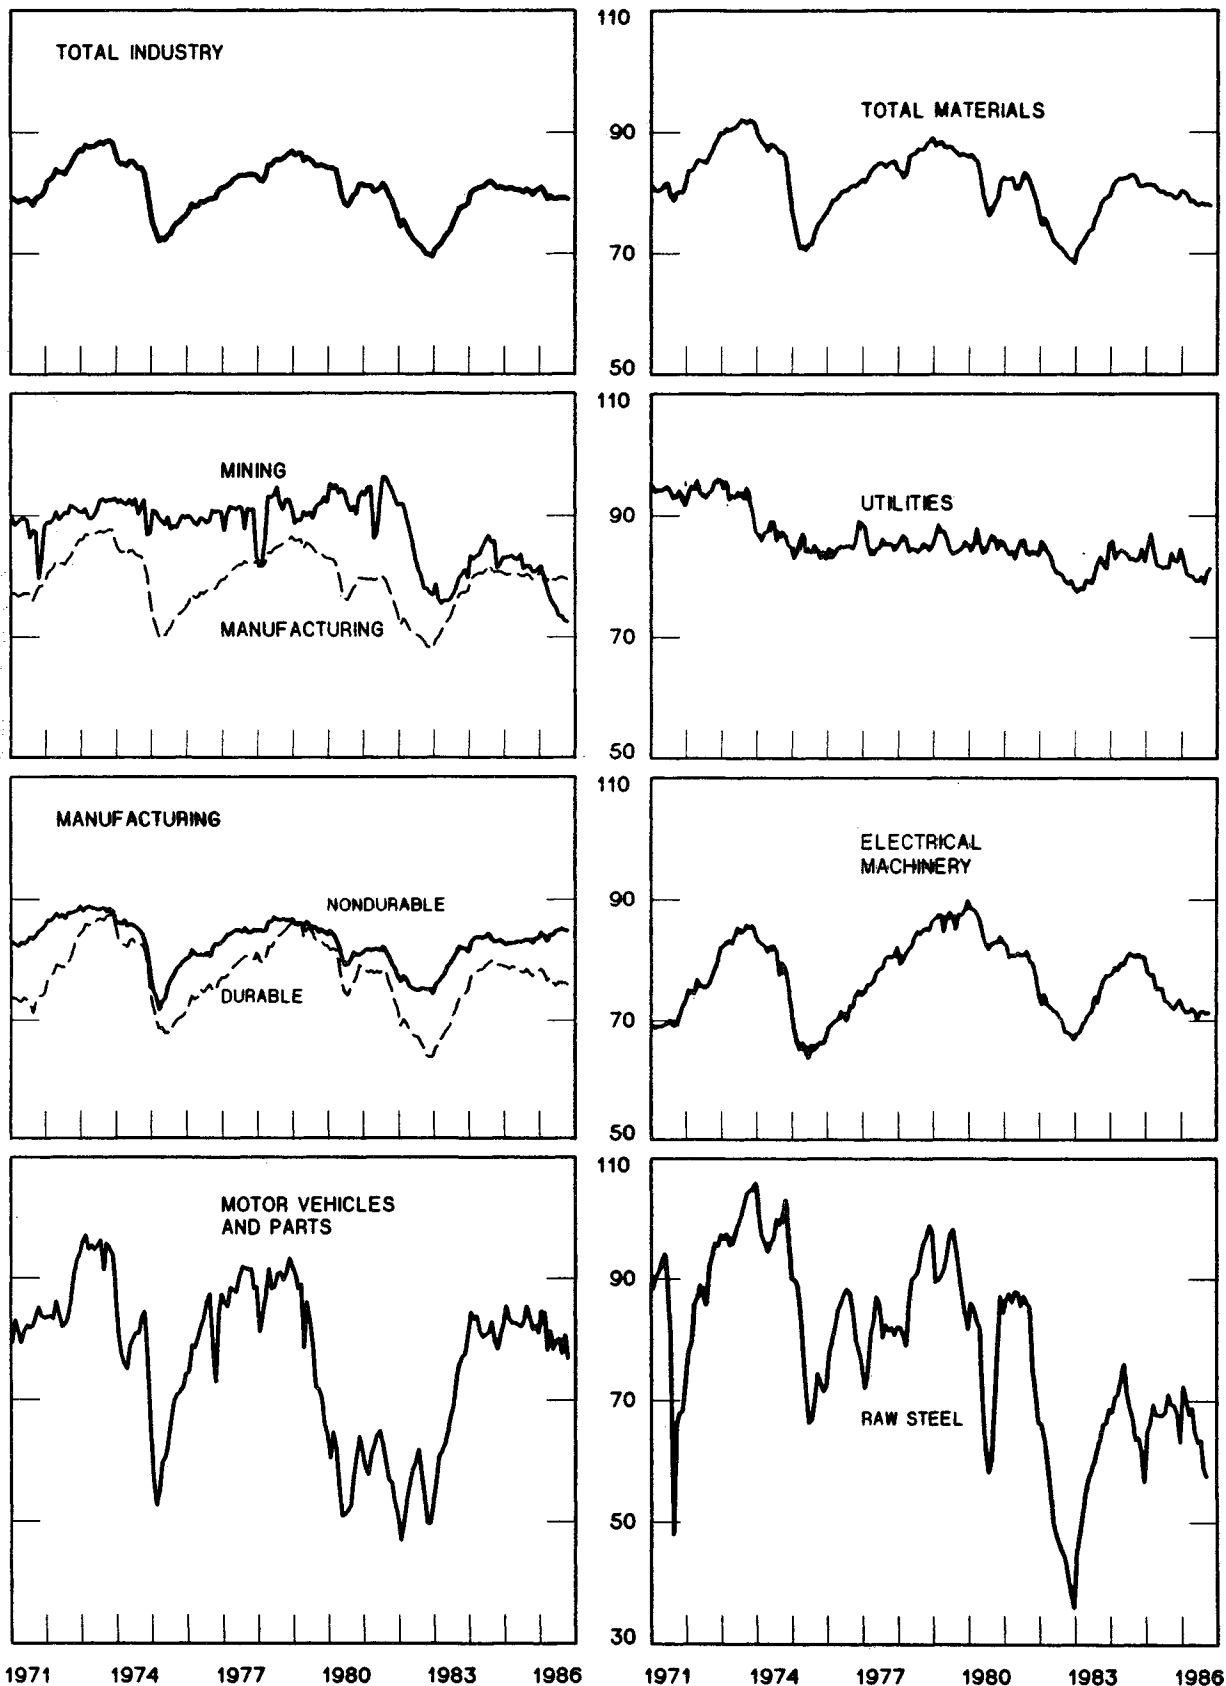 110
TOTAL INDUSTRY
TOTAL MATERIALS
90
70
50
110
MINING
UTILITIES
90
MANUFACTURING
70
50
110
MANUFACTURING
ELECTRICAL
MACHINERY
NONDURABLE
90
DURABLE
70
50
110
MOTOR VEHICLES
AND PARTS
90
70
RAW STEEL
50
30
1971 1974 1977 1980 1983 1986
1971 1974 1977 1980 1983 1986